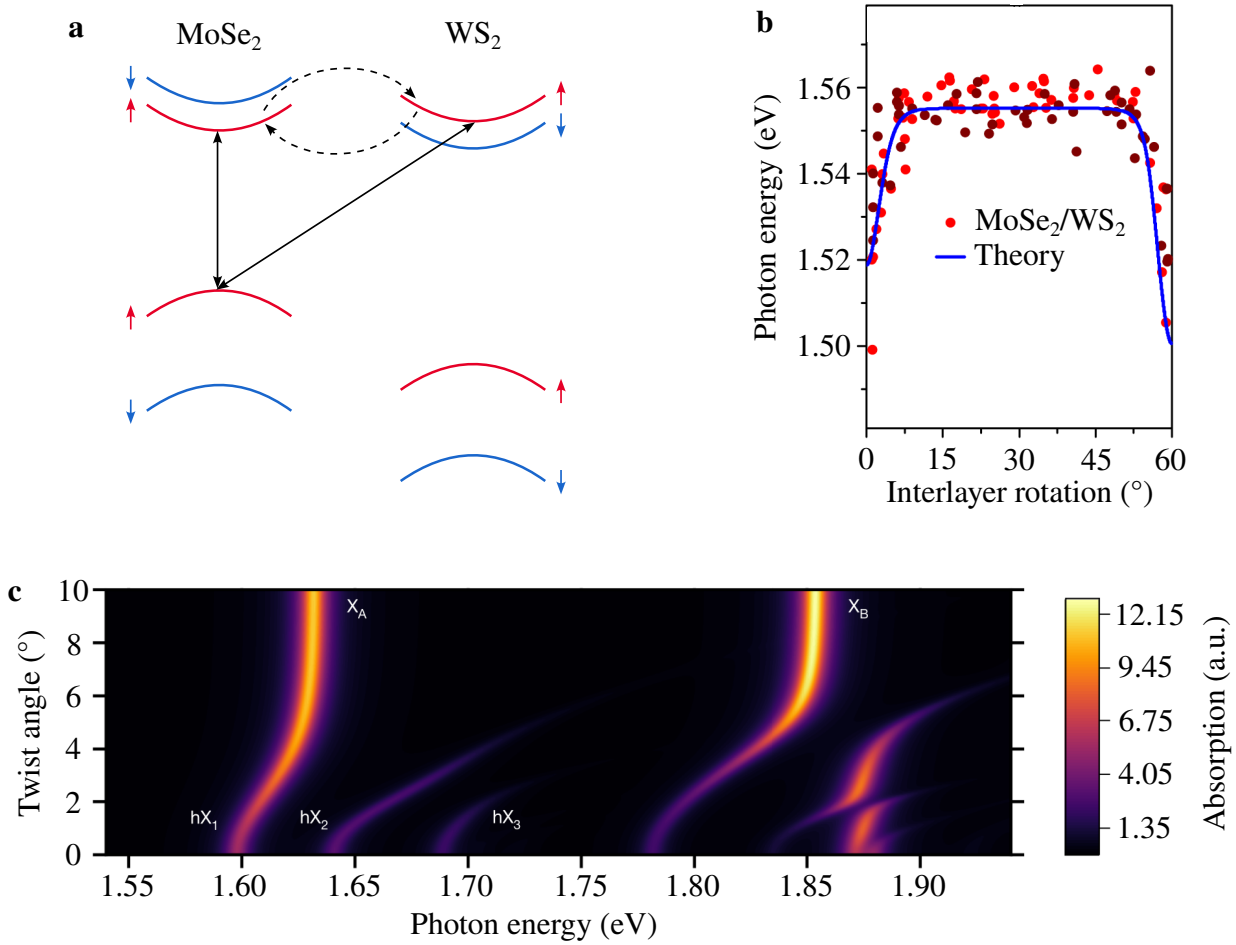 a
MoSe₂
WS₂
b
Photon energy (eV)
1.56
1.54
1.52
1.50
MoSe₂/WS₂
Theory
0 15 30 45 60
Interlayer rotation (°)
c
Twist angle (°)
10
8
6
4
2
0
X_A
X_B
hX₁
hX₂
hX₃
1.55 1.60 1.65 1.70 1.75 1.80 1.85 1.90
Photon energy (eV)
12.15
9.45
6.75
4.05
1.35
Absorption (a.u.)